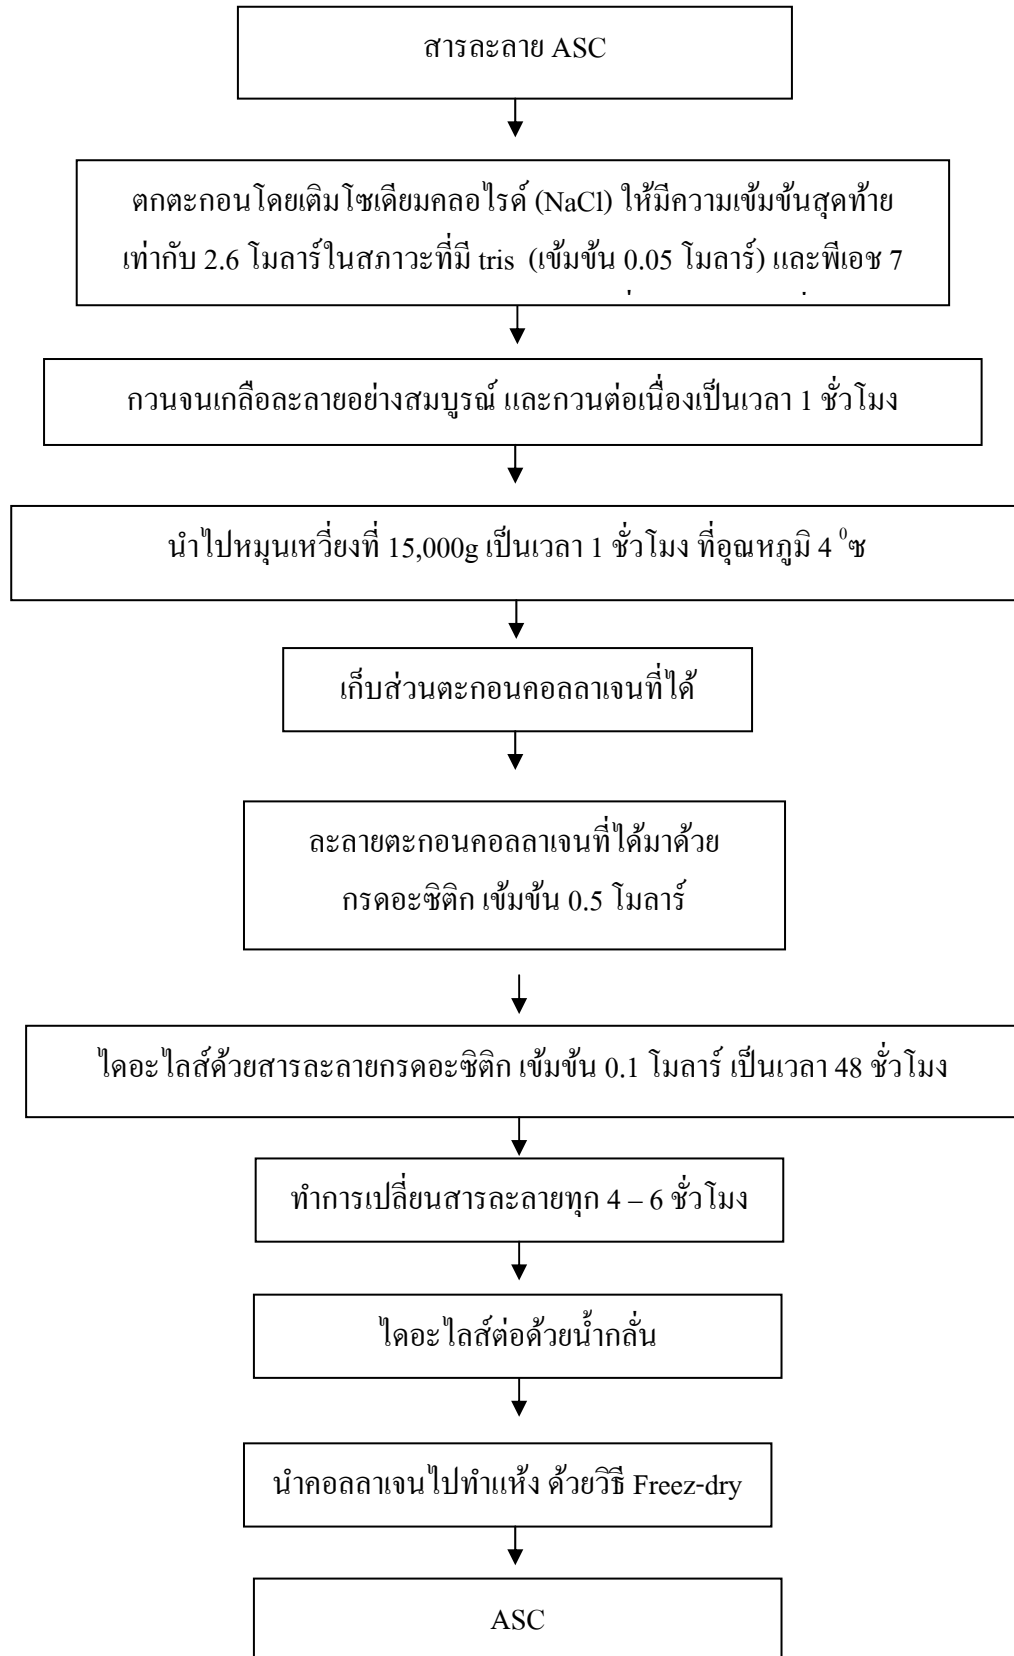 สารละลาย ASC
ตกตะกอนโดยเติมโซเดียมคลอไรด์ (NaCl) ให้มีความเข้มข้นสุดท้าย
เท่ากับ 2.6 โมลาร์ในสภาวะที่มี tris (เข้มข้น 0.05 โมลาร์) และพีเอช 7
กวนจนเกลือละลายอย่างสมบูรณ์ และกวนต่อเนื่องเป็นเวลา 1 ชั่วโมง
นำไปหมุนเหวี่ยงที่ 15,000g เป็นเวลา 1 ชั่วโมง ที่อุณหภูมิ 4 ⁰ซ
เก็บส่วนตะกอนคอลลาเจนที่ได้
ละลายตะกอนคอลลาเจนที่ได้มาด้วย
กรดอะซิติก เข้มข้น 0.5 โมลาร์
ไดอะไลส์ด้วยสารละลายกรดอะซิติก เข้มข้น 0.1 โมลาร์ เป็นเวลา 48 ชั่วโมง
ทำการเปลี่ยนสารละลายทุก 4 – 6 ชั่วโมง
ไดอะไลส์ต่อด้วยน้ำกลั่น
นำคอลลาเจนไปทำแห้ง ด้วยวิธี Freez-dry
ASC